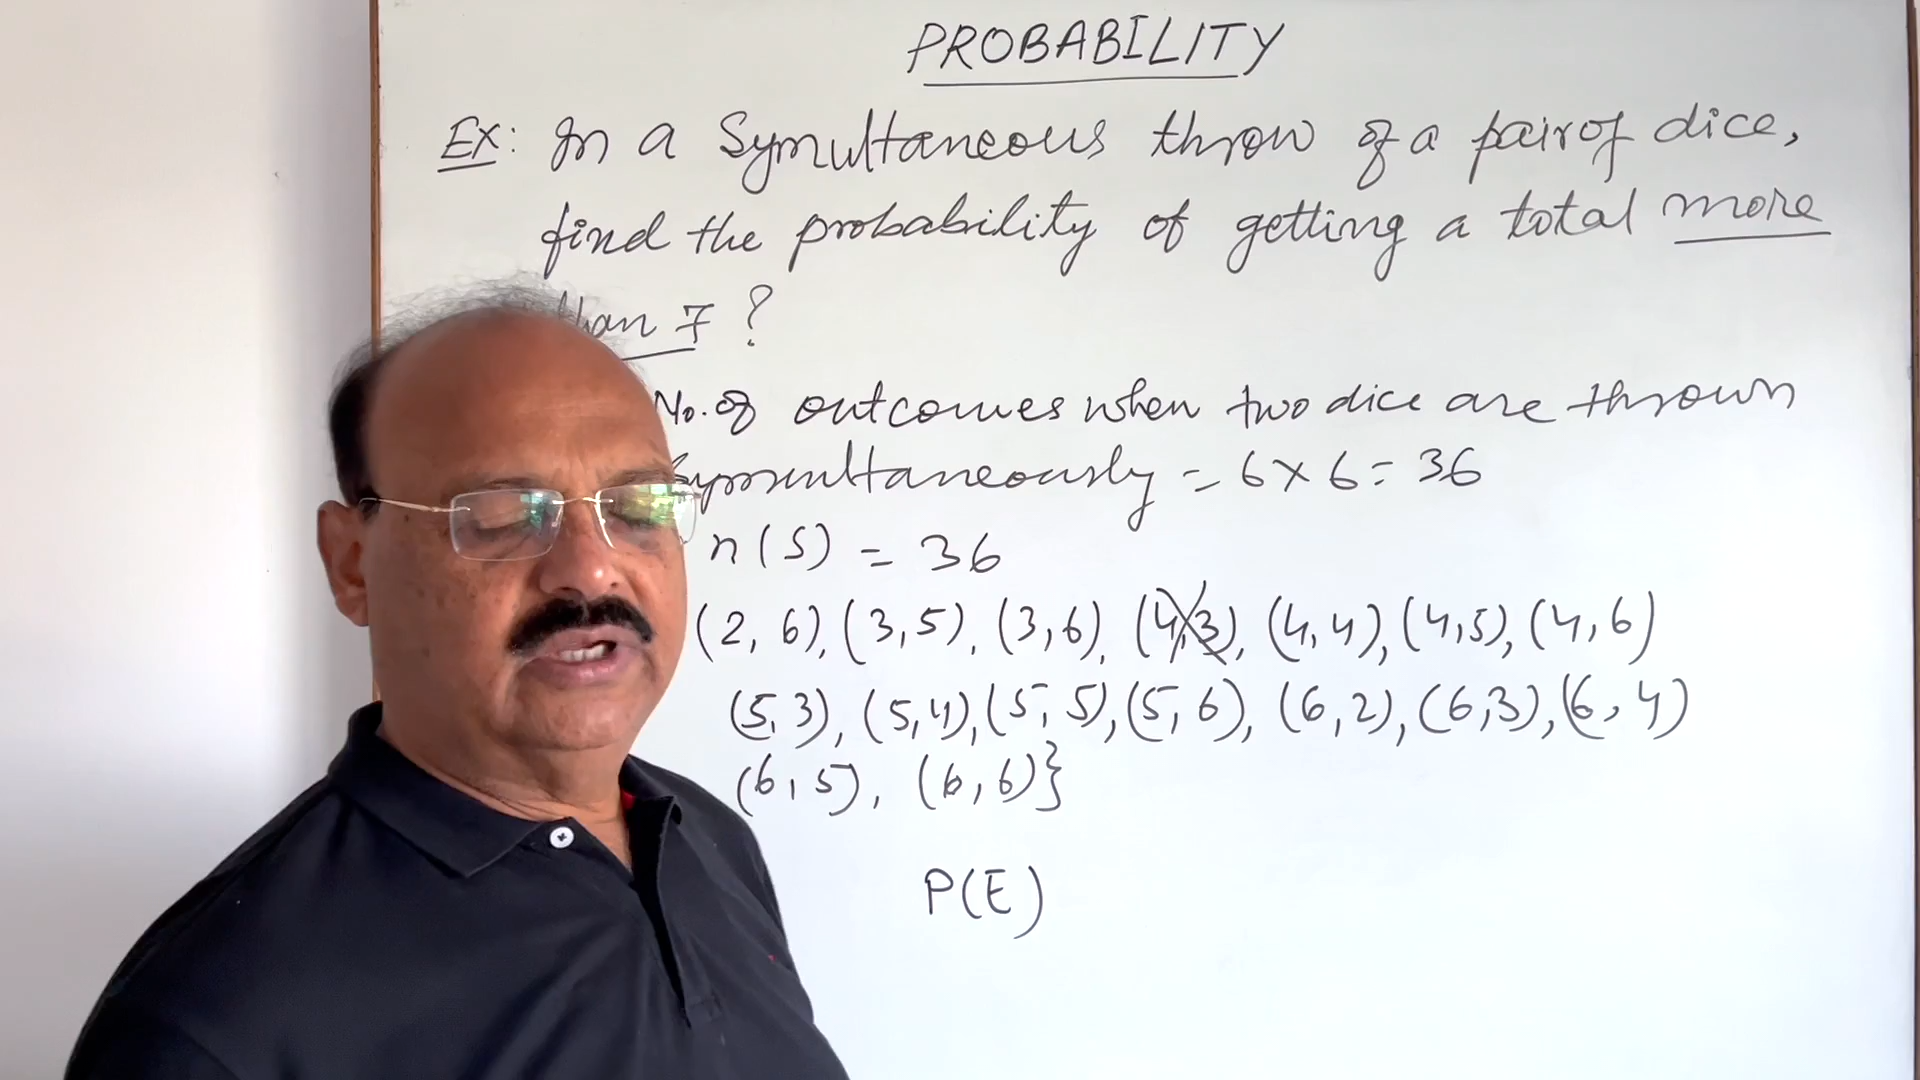 PROBABILITY
EX: In a Symultaneous throw of a pair of dice,
find the probability of getting a total more
than 7 ?
No. of outcomes when two dice are thrown
Symultaneously = 6 × 6 = 36
n(S) = 36
(2, 6), (3,5), (3,6), (4,3), (4,4), (4,5), (4,6)
(5,3), (5,4), (5,5), (5,6), (6,2), (6,3), (6,4)
(6,5), (6,6)}
P(E)